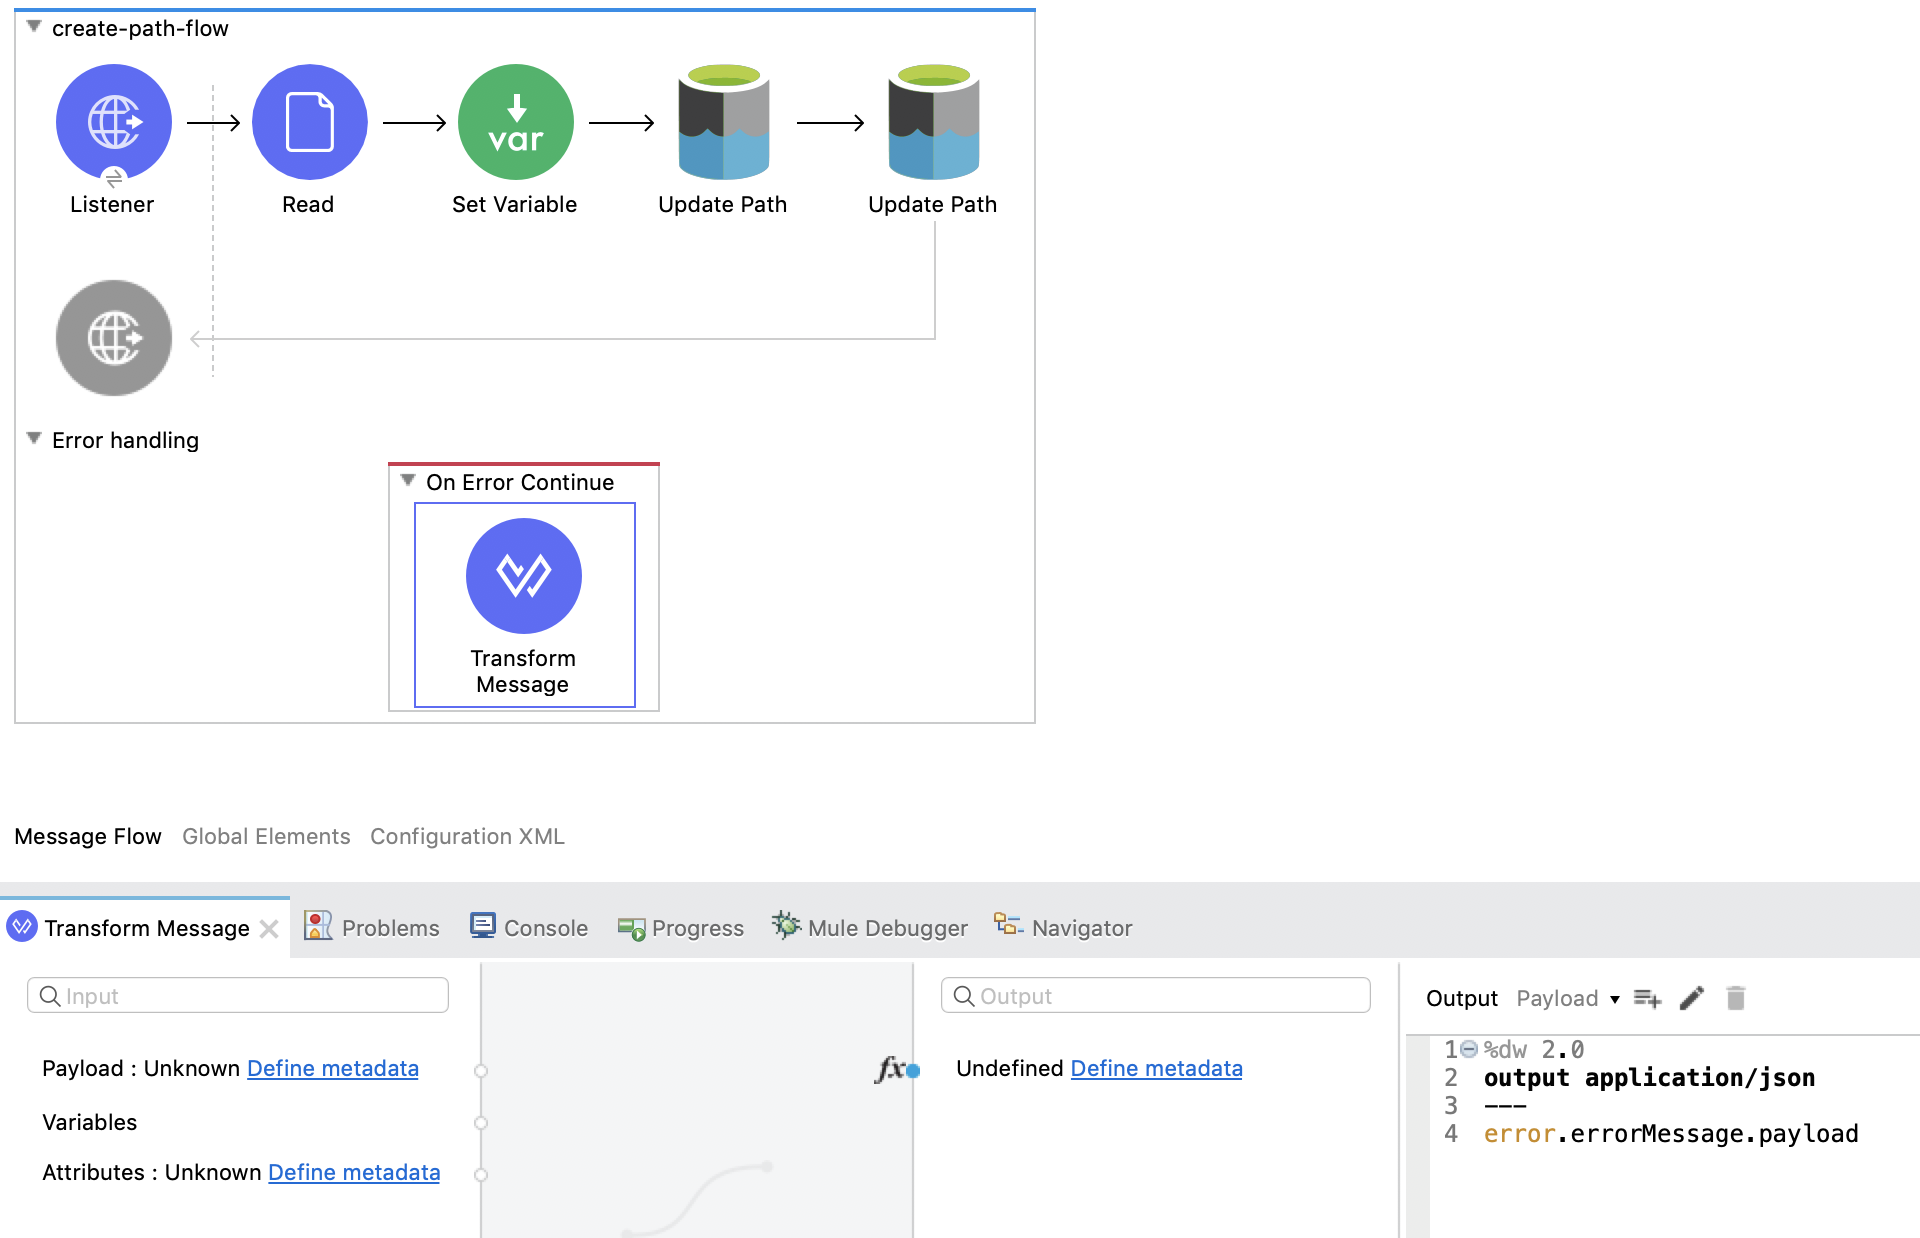 create-path-flow
var
Listener
Read
Set Variable
Update Path
Update Path
Error handling
On Error Continue
Transform
Message
Message Flow
Global Elements
Configuration XML
Transform Message
Problems
Console
Progress
Mule Debugger
Navigator
Input
Payload : Unknown Define metadata
Variables
Attributes : Unknown Define metadata
fx
Output
Undefined Define metadata
Output Payload
1 %dw 2.0
2 output application/json
3 ---
4 error.errorMessage.payload